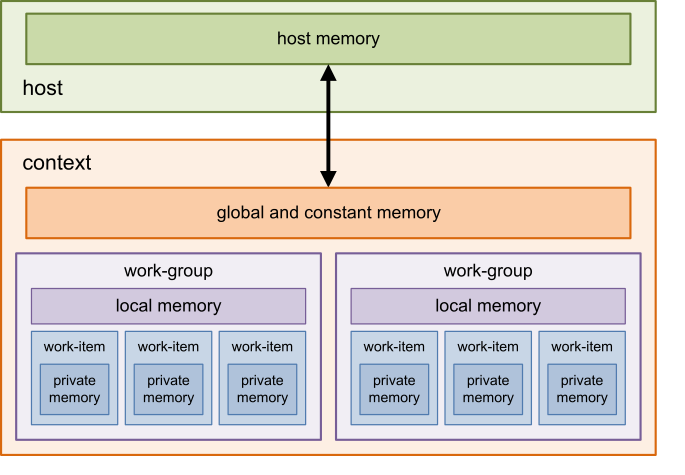 host memory
host
context
global and constant memory
work-group
local memory
work-item
private
memory
work-item
private
memory
work-item
private
memory
work-group
local memory
work-item
private
memory
work-item
private
memory
work-item
private
memory